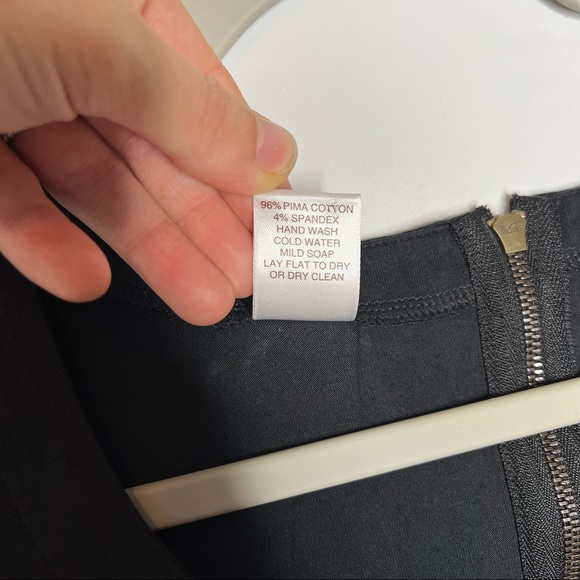 96% PIMA COTTON
4% SPANDEX
HAND WASH
COLD WATER
MILD SOAP
LAY FLAT TO DRY
OR DRY CLEAN